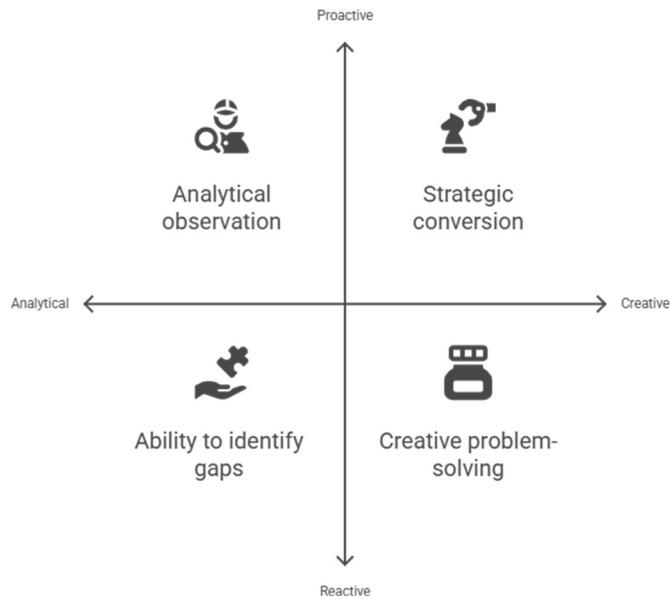 Proactive
Analytical
observation
Strategic
conversion
Analytical
Creative
Ability to identify
gaps
Creative problem-
solving
Reactive